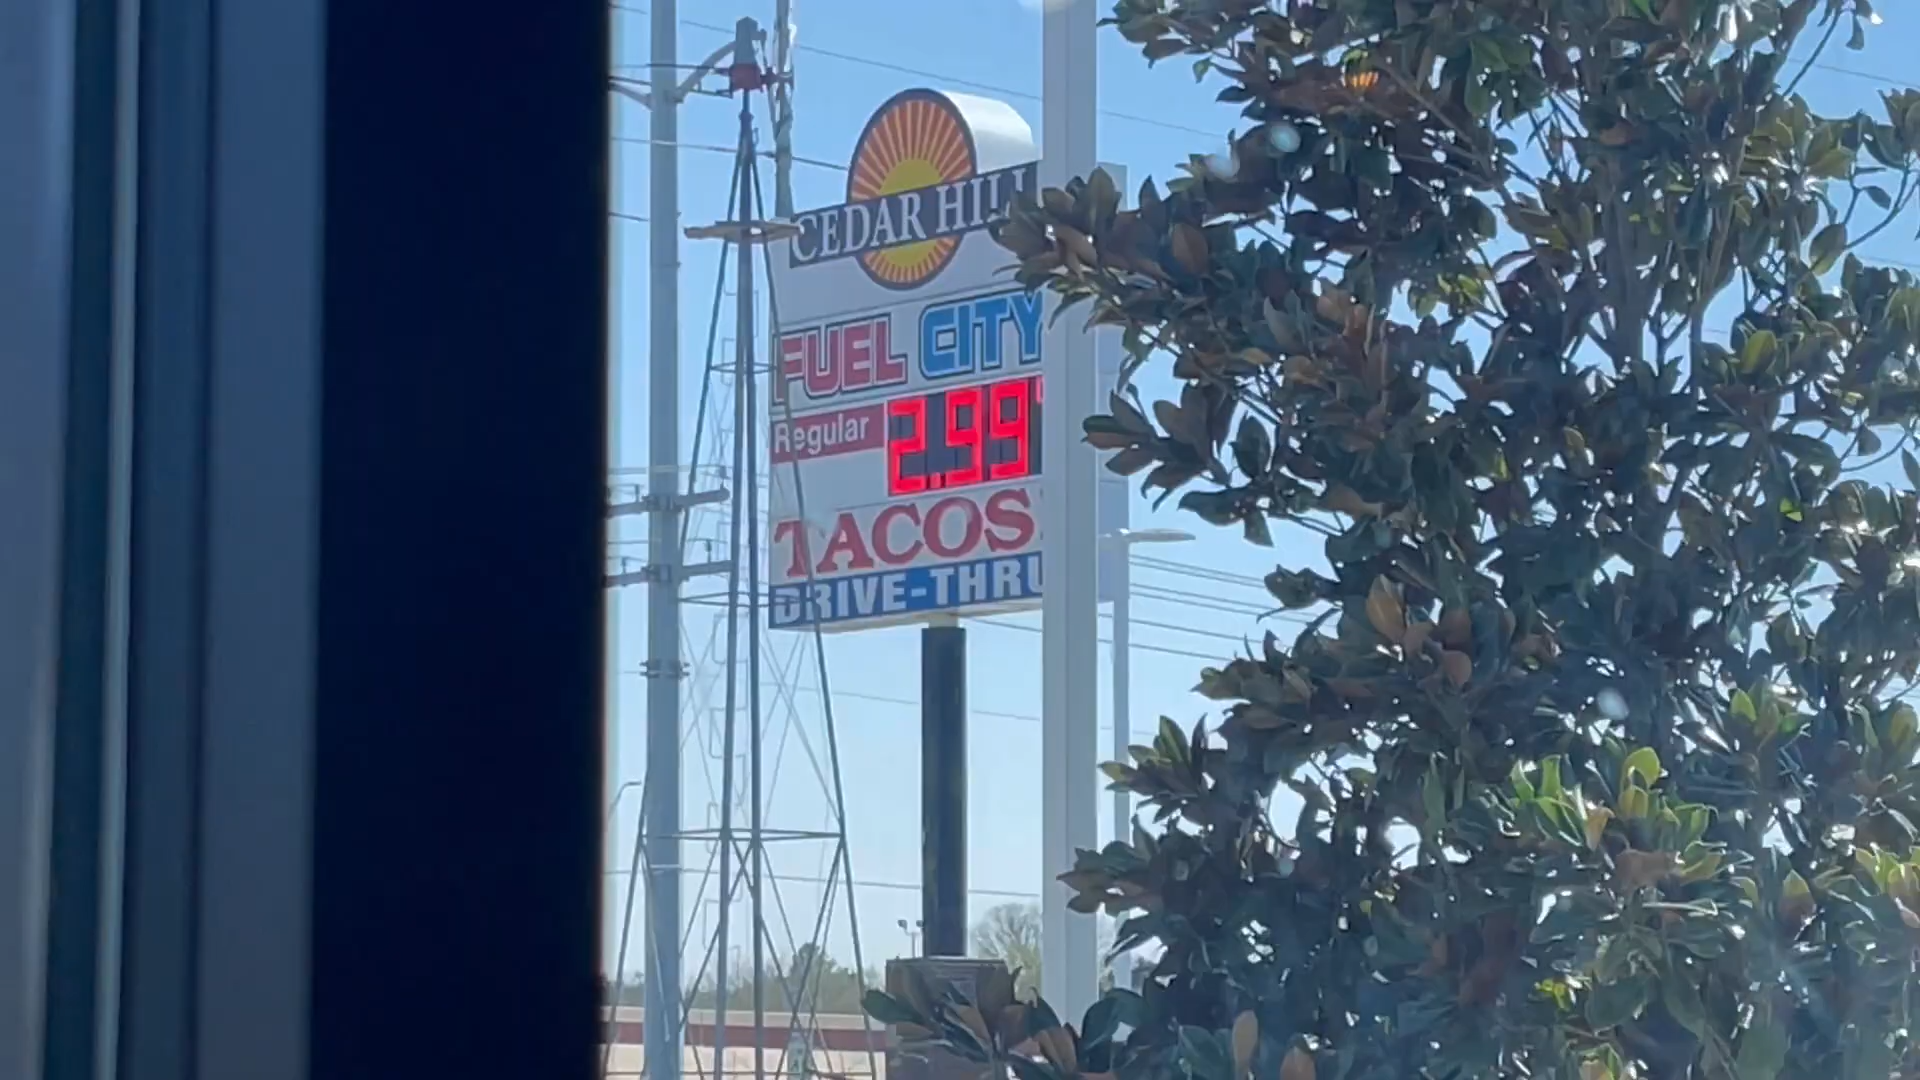 CEDAR HILL
FUEL CITY
Regular 2.99
TACOS
DRIVE-THRU